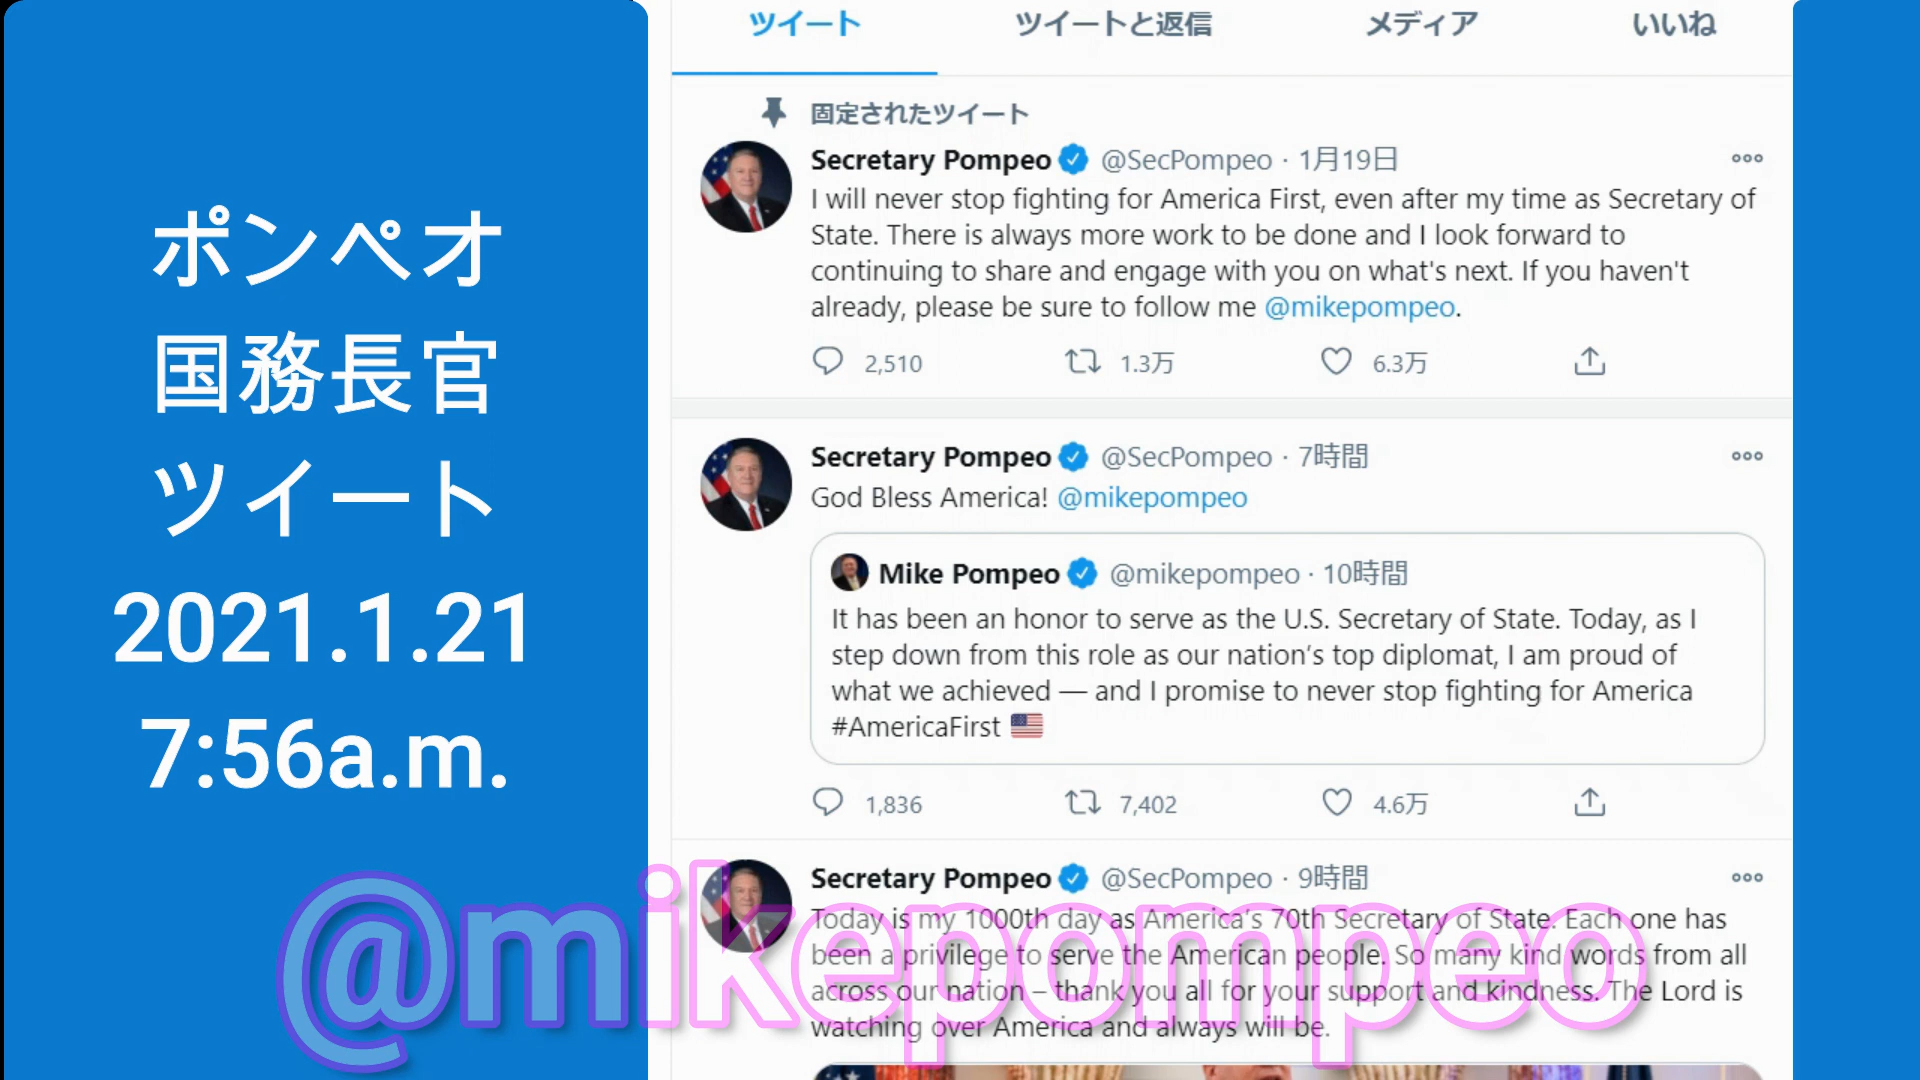 ポンペオ
国務長官
ツイート
2021.1.21
7:56a.m.
ツイート ツイートと返信 メディア いいね
固定されたツイート
Secretary Pompeo @SecPompeo · 1月19日
I will never stop fighting for America First, even after my time as Secretary of
State. There is always more work to be done and I look forward to
continuing to share and engage with you on what's next. If you haven't
already, please be sure to follow me @mikepompeo.
2,510 1.3万 6.3万
Secretary Pompeo @SecPompeo · 7時間
God Bless America! @mikepompeo
Mike Pompeo @mikepompeo · 10時間
It has been an honor to serve as the U.S. Secretary of State. Today, as I
step down from this role as our nation’s top diplomat, I am proud of
what we achieved — and I promise to never stop fighting for America
#AmericaFirst 🇺🇸
1,836 7,402 4.6万
Secretary Pompeo @SecPompeo · 9時間
Today is my 1000th day as America’s 70th Secretary of State. Each one has
been a privilege to serve the American people. So many kind words from all
across our nation – thank you all for your support and kindness. The Lord is
watching over America and always will be.
@mikepompeo